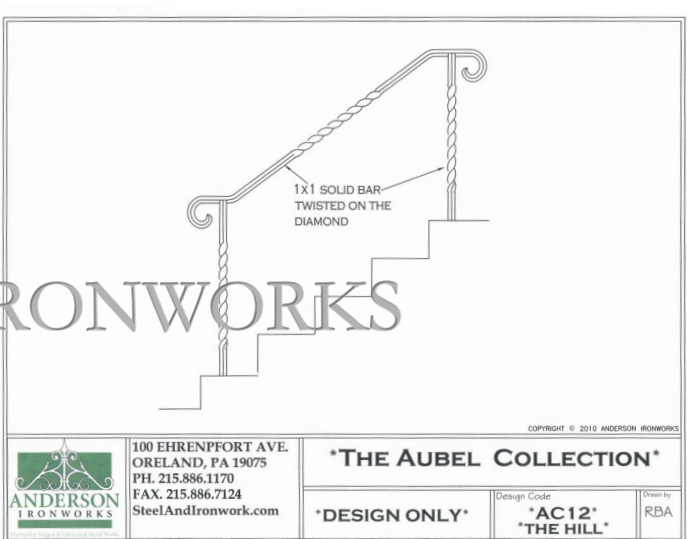 1X1 SOLID BAR
TWISTED ON THE
DIAMOND
RONWORKS
COPYRIGHT © 2010 ANDERSON IRONWORKS
ANDERSON
IRONWORKS
100 EHRENPFORT AVE.
ORELAND, PA 19075
PH. 215.886.1170
FAX. 215.886.7124
SteelAndIronwork.com
*THE AUBEL COLLECTION*
*DESIGN ONLY*
Design Code
*AC12*
*THE HILL*
Drawn by
RBA